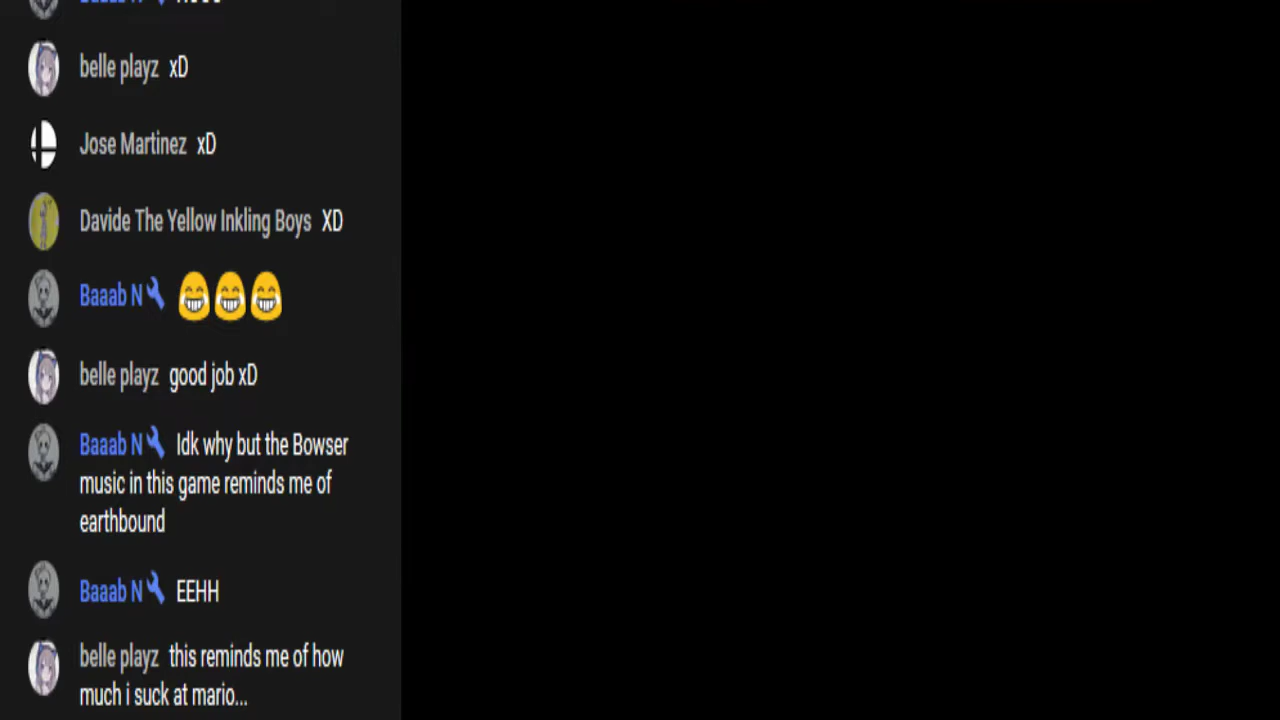 belle playz xD
Jose Martinez xD
Davide The Yellow Inkling Boys XD
Baaab N 😂😂😂
belle playz good job xD
Baaab N Idk why but the Bowser
music in this game reminds me of
earthbound
Baaab N EEHH
belle playz this reminds me of how
much i suck at mario...